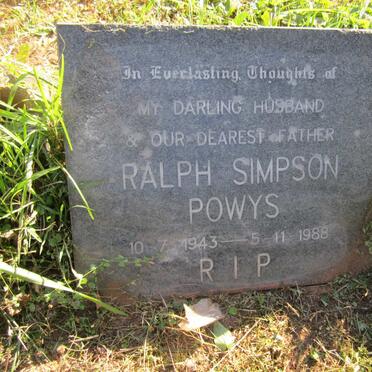 In Everlasting Thoughts of
MY DARLING HUSBAND
& OUR DEAREST FATHER
RALPH SIMPSON
POWYS
10 · 7 · 1943 — 5 · 11 · 1988
R I P